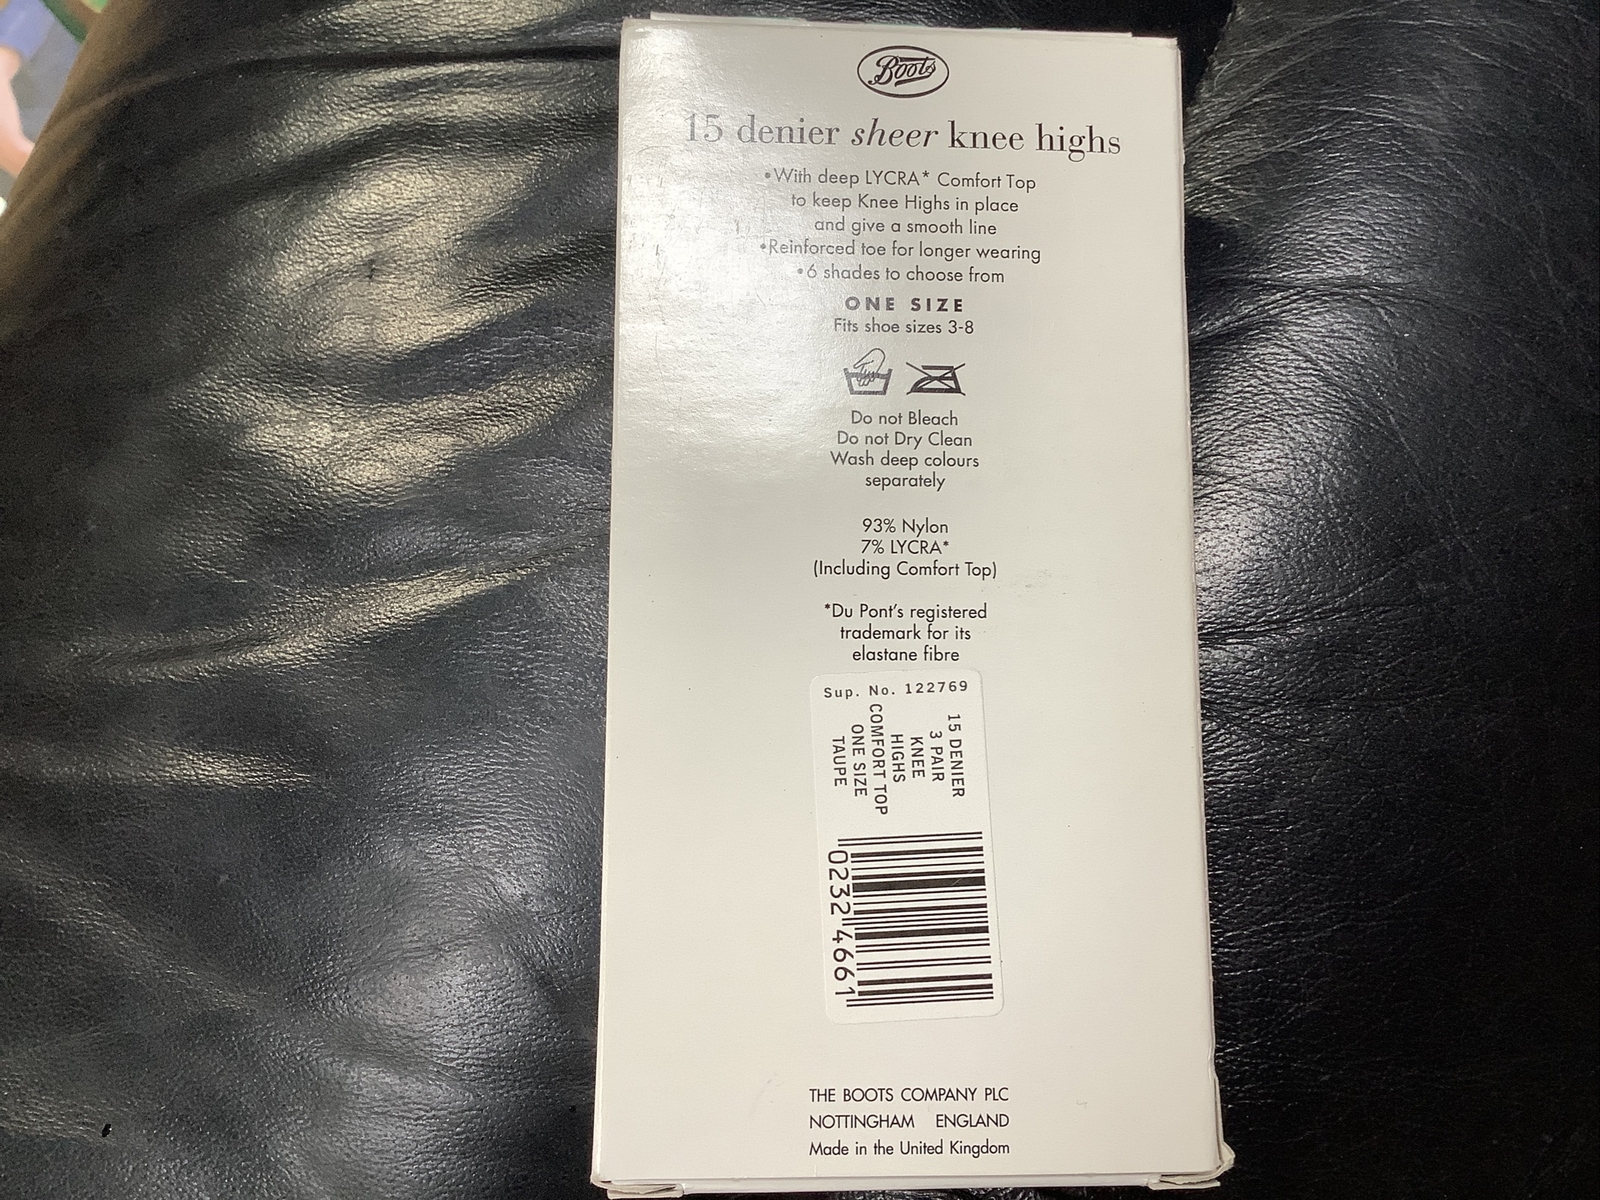 Boots
15 denier sheer knee highs
•With deep LYCRA* Comfort Top
to keep Knee Highs in place
and give a smooth line
•Reinforced toe for longer wearing
•6 shades to choose from
ONE SIZE
Fits shoe sizes 3-8
Do not Bleach
Do not Dry Clean
Wash deep colours
separately
93% Nylon
7% LYCRA*
(Including Comfort Top)
*Du Pont's registered
trademark for its
elastane fibre
Sup. No. 122769
15 DENIER
3 PAIR
KNEE
HIGHS
COMFORT TOP
ONE SIZE
TAUPE
0232 4661
THE BOOTS COMPANY PLC
NOTTINGHAM ENGLAND
Made in the United Kingdom